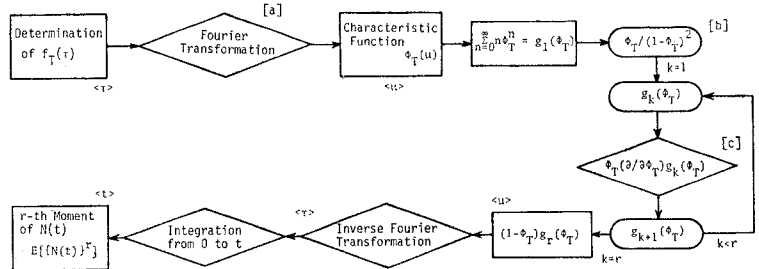 [a]
[b]
Determination
of f_T(τ)
<τ>
Fourier
Transformation
Characteristic
Function
Φ_T(u)
<u>
∞
Σ nΦ_T^n = g_1(Φ_T)
n=0
Φ_T/(1-Φ_T)^2
k=1
g_k(Φ_T)
[c]
Φ_T(∂/∂Φ_T)g_k(Φ_T)
g_{k+1}(Φ_T)
k<r
k=r
<u>
(1-Φ_T)g_r(Φ_T)
Inverse Fourier
Transformation
<τ>
Integration
from 0 to t
<t>
r-th Moment
of N(t)
E[{N(t)}^r]